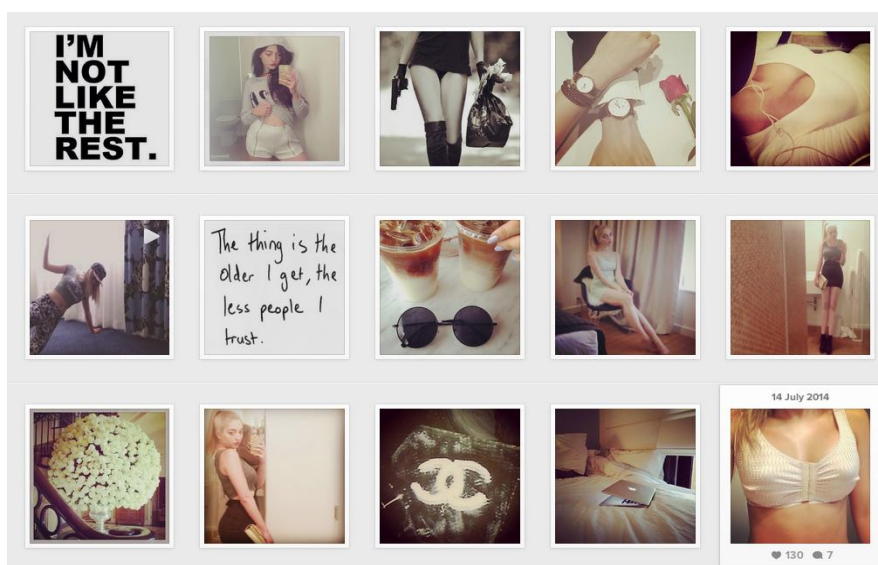 I'M
NOT
LIKE
THE
REST.
The thing is the
older I get, the
less people I
trust.
14 July 2014
130 7